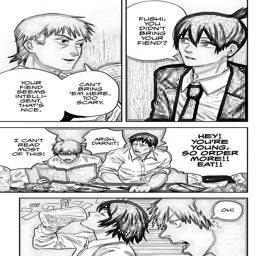 FUSHI,
YOU
DIDN'T
BRING
YOUR
FIEND?
CAN'T
BRING
'EM HERE,
TOO
SCARY.
YOUR
FIEND
SEEMS
INTELLI-
GENT,
THAT'S
NICE.
HEY!
YOU'RE
YOUNG,
SO ORDER
MORE!!
EAT!!
ARGH,
DARNIT!
I CAN'T
READ
MOST
OF THIS!
OH!